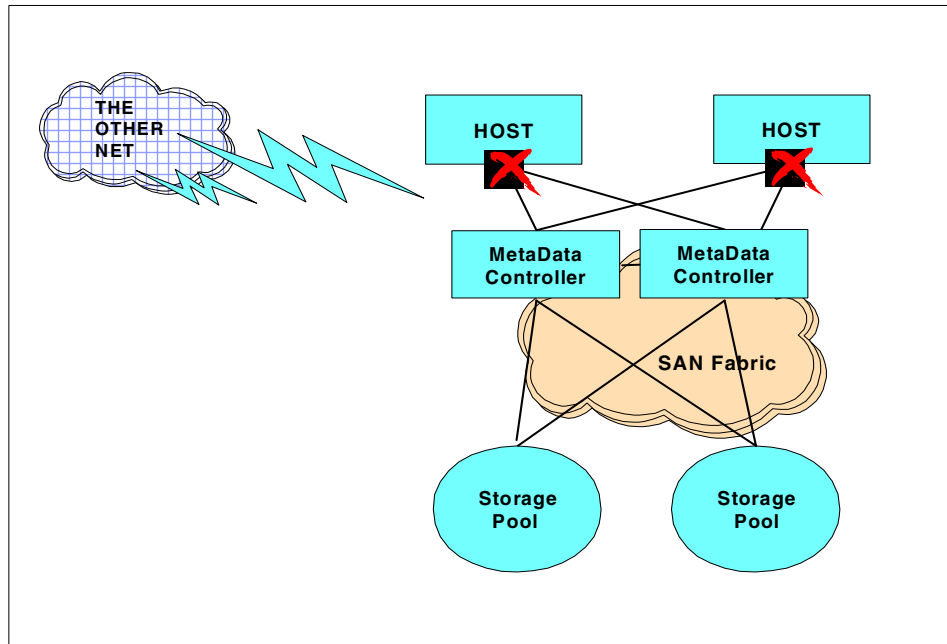 THE
OTHER
NET
HOST
HOST
MetaData
Controller
MetaData
Controller
SAN Fabric
Storage
Pool
Storage
Pool